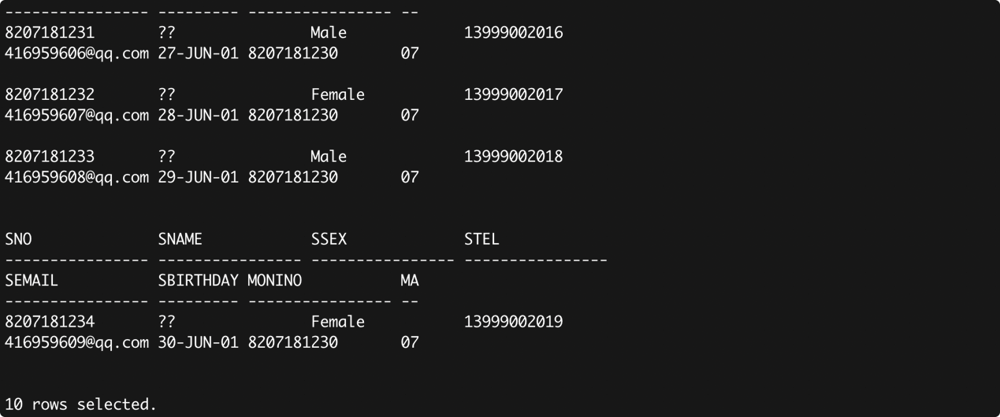 ---------------- --------- ---------------- --
8207181231       ??               Male             13999002016
416959606@qq.com 27-JUN-01 8207181230       07
8207181232       ??               Female           13999002017
416959607@qq.com 28-JUN-01 8207181230       07
8207181233       ??               Male             13999002018
416959608@qq.com 29-JUN-01 8207181230       07
SNO              SNAME            SSEX             STEL
---------------- ---------------- ---------------- ----------------
SEMAIL           SBIRTHDAY MONINO           MA
---------------- --------- ---------------- --
8207181234       ??               Female           13999002019
416959609@qq.com 30-JUN-01 8207181230       07
10 rows selected.